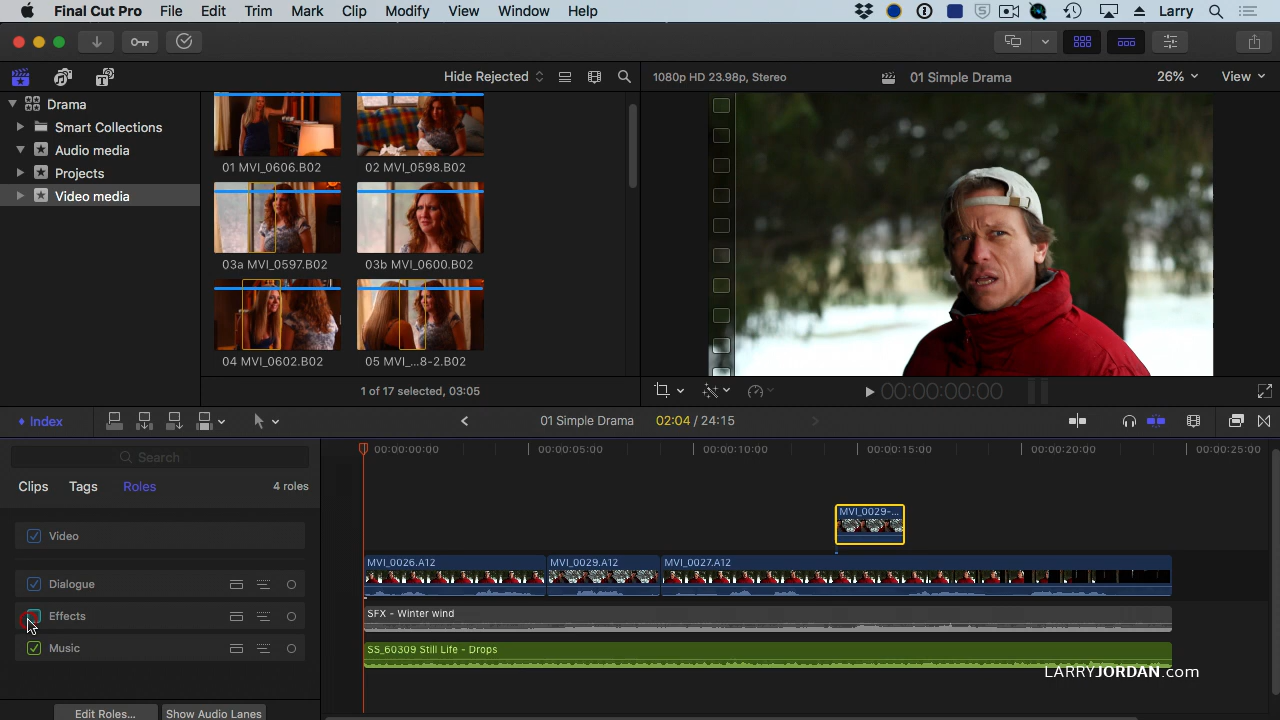 Final Cut Pro File Edit Trim Mark Clip Modify View Window Help Larry
Hide Rejected
1080p HD 23.98p, Stereo
01 Simple Drama
26%
View
Drama
Smart Collections
Audio media
Projects
Video media
01 MVI_0606.B02
02 MVI_0598.B02
03a MVI_0597.B02
03b MVI_0600.B02
04 MVI_0602.B02
05 MVI_...8-2.B02
1 of 17 selected, 03:05
00:00:00:00
Index
01 Simple Drama
02:04 / 24:15
Search
00:00:00:00
00:00:05:00
00:00:10:00
00:00:15:00
00:00:20:00
00:00:25:00
Clips Tags Roles 4 roles
Video
Dialogue
Effects
Music
MVI_0029-...
MVI_0026.A12
MVI_0029.A12
MVI_0027.A12
SFX - Winter wind
SS_60309 Still Life - Drops
LARRYJORDAN.com
Edit Roles...
Show Audio Lanes